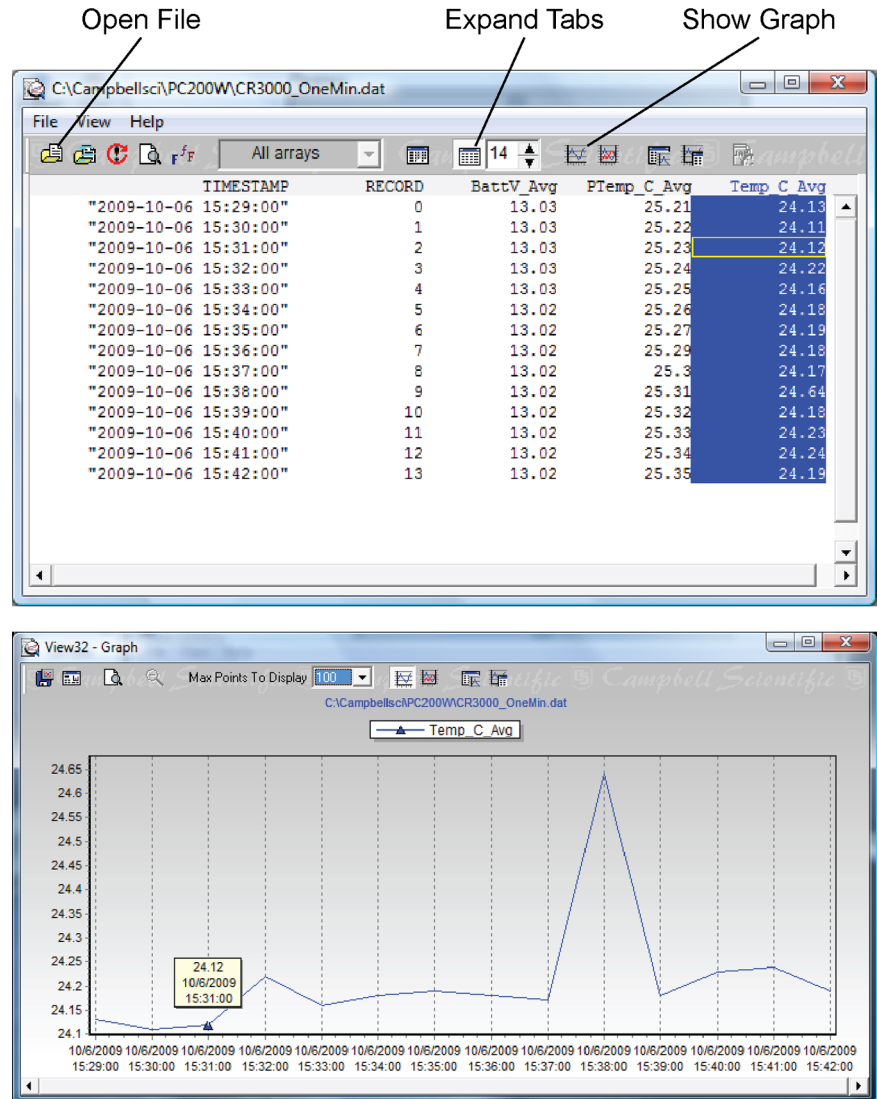 Open File Expand Tabs Show Graph
C:\Campbellsci\PC200W\CR3000_OneMin.dat
File View Help
All arrays 14
TIMESTAMP RECORD BattV_Avg PTemp_C_Avg Temp_C_Avg
"2009-10-06 15:29:00" 0 13.03 25.21 24.13
"2009-10-06 15:30:00" 1 13.03 25.22 24.11
"2009-10-06 15:31:00" 2 13.03 25.23 24.12
"2009-10-06 15:32:00" 3 13.03 25.24 24.22
"2009-10-06 15:33:00" 4 13.03 25.25 24.16
"2009-10-06 15:34:00" 5 13.02 25.26 24.18
"2009-10-06 15:35:00" 6 13.02 25.27 24.19
"2009-10-06 15:36:00" 7 13.02 25.29 24.18
"2009-10-06 15:37:00" 8 13.02 25.3 24.17
"2009-10-06 15:38:00" 9 13.02 25.31 24.64
"2009-10-06 15:39:00" 10 13.02 25.32 24.18
"2009-10-06 15:40:00" 11 13.02 25.33 24.23
"2009-10-06 15:41:00" 12 13.02 25.34 24.24
"2009-10-06 15:42:00" 13 13.02 25.35 24.19
View32 - Graph
Max Points To Display 100 Campbell Scientific
C:\Campbellsci\PC200W\CR3000_OneMin.dat
Temp_C_Avg
24.65
24.6
24.55
24.5
24.45
24.4
24.35
24.3
24.25
24.2
24.15
24.1
24.12
10/6/2009
15:31:00
10/6/2009 10/6/2009 10/6/2009 10/6/2009 10/6/2009 10/6/2009 10/6/2009 10/6/2009 10/6/2009 10/6/2009 10/6/2009 10/6/2009 10/6/2009 10/6/2009
15:29:00 15:30:00 15:31:00 15:32:00 15:33:00 15:34:00 15:35:00 15:36:00 15:37:00 15:38:00 15:39:00 15:40:00 15:41:00 15:42:00